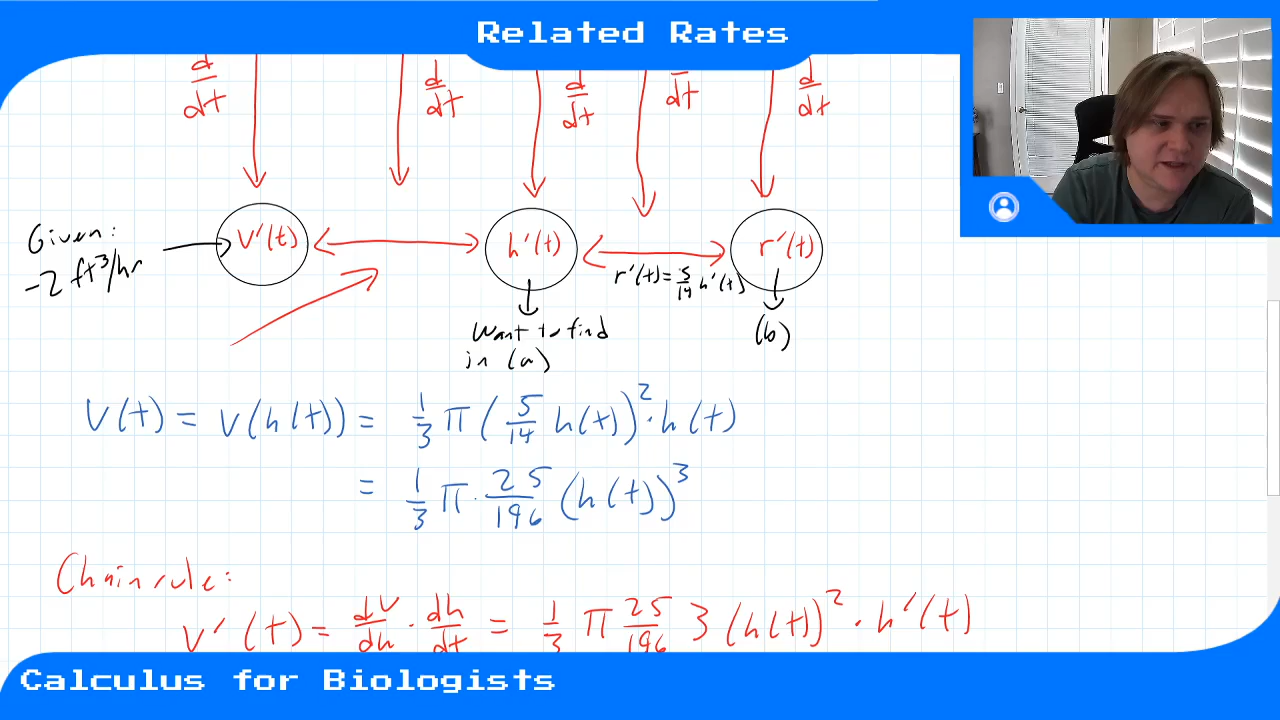 Related Rates
d/dt d/dt d/dt dt d/dt
Given:
-2 ft³/hr
V'(t) h'(t) r'(t)
r'(t) = 5/14 h'(t)
Want to find
in (a)
(b)
V(t) = V(h(t)) = 1/3 π (5/14 h(t))² · h(t)
= 1/3 π · 25/196 (h(t))³
Chain rule:
V'(t) = dV/dh · dh/dt = 1/3 π 25/196 3 (h(t))² · h'(t)
Calculus for Biologists